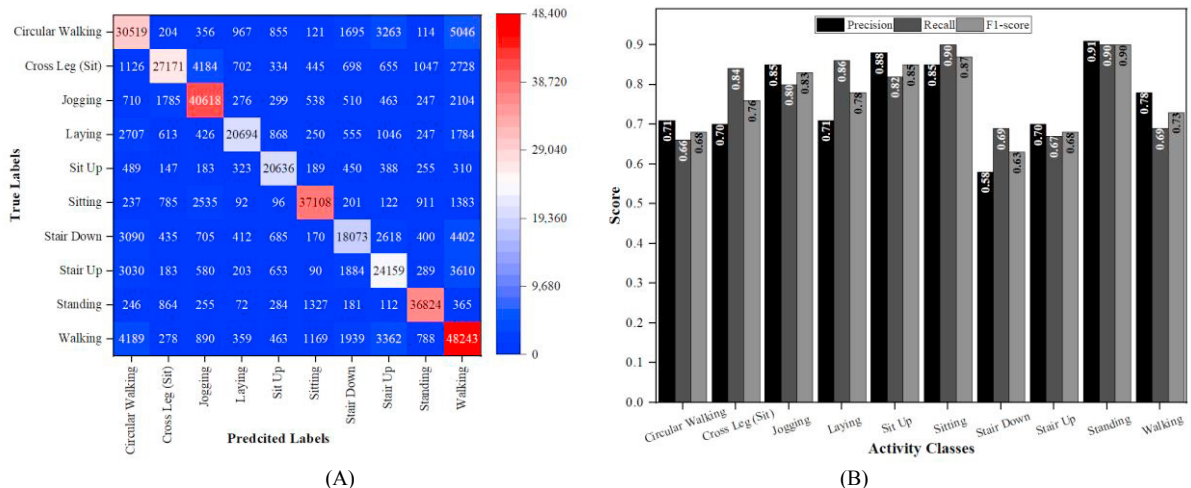 Circular Walking 30519 204 356 967 855 121 1695 3263 114 5046
Cross Leg (Sit) 1126 27171 4184 702 334 445 698 655 1047 2728
Jogging 710 1785 40618 276 299 538 510 463 247 2104
Laying 2707 613 426 20694 868 250 555 1046 247 1784
Sit Up 489 147 183 323 20636 189 450 388 255 310
Sitting 237 785 2535 92 96 37108 201 122 911 1383
Stair Down 3090 435 705 412 685 170 18073 2618 400 4402
Stair Up 3030 183 580 203 653 90 1884 24159 289 3610
Standing 246 864 255 72 284 1327 181 112 36824 365
Walking 4189 278 890 359 463 1169 1939 3362 788 48243
True Labels
Circular Walking
Cross Leg (Sit)
Jogging
Laying
Sit Up
Sitting
Stair Down
Stair Up
Standing
Walking
Predcited Labels
48,400
38,720
29,040
19,360
9,680
0
(A)
Precision Recall F1-score
Score
0.9
0.8
0.7
0.6
0.5
0.4
0.3
0.2
0.1
0.0
0.71 0.66 0.68
0.70 0.84 0.76
0.85 0.80 0.83
0.71 0.86 0.78
0.88 0.82 0.85
0.85 0.90 0.87
0.58 0.69 0.63
0.70 0.67 0.68
0.91 0.90 0.90
0.78 0.69 0.73
Circular Walking
Cross Leg (Sit)
Jogging
Laying
Sit Up
Sitting
Stair Down
Stair Up
Standing
Walking
Activity Classes
(B)